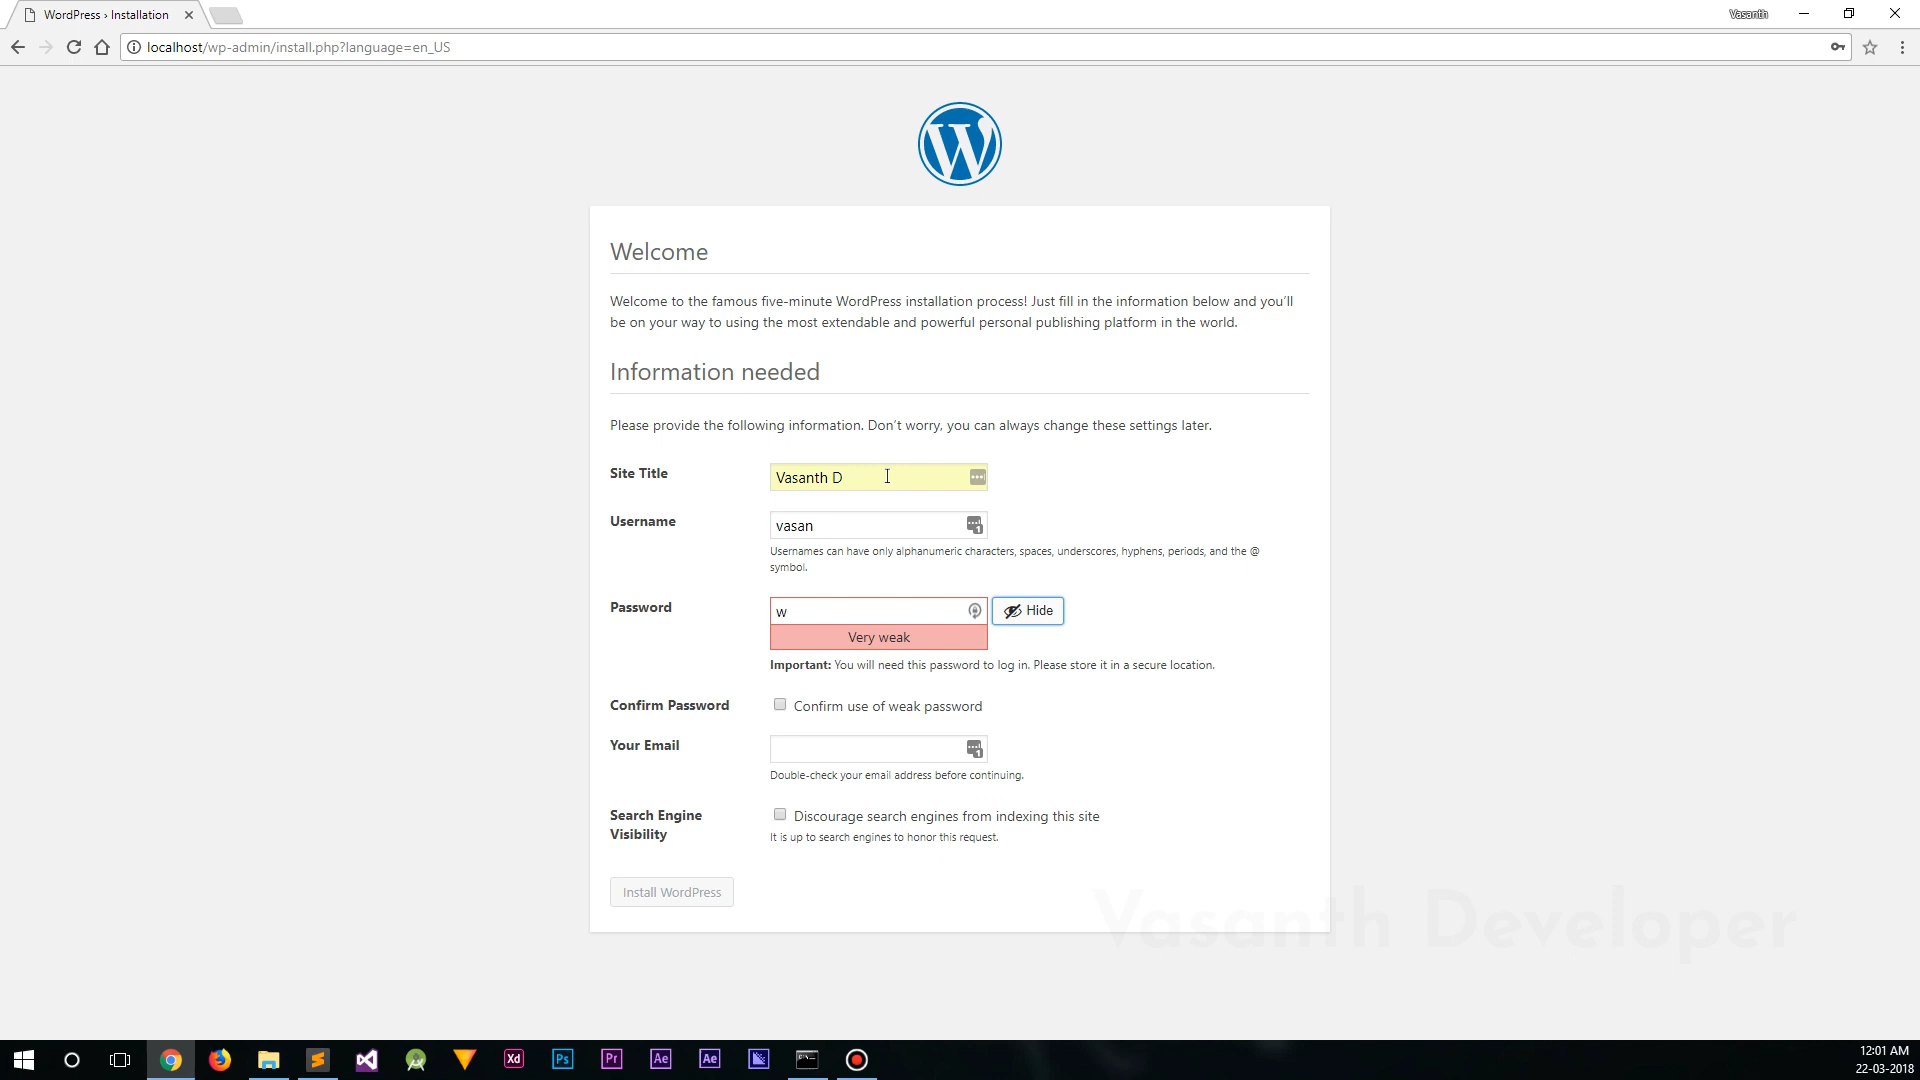 WordPress › Installation
Vasanth
localhost/wp-admin/install.php?language=en_US
Welcome
Welcome to the famous five-minute WordPress installation process! Just fill in the information below and you’ll
be on your way to using the most extendable and powerful personal publishing platform in the world.
Information needed
Please provide the following information. Don’t worry, you can always change these settings later.
Site Title
Vasanth D
Username
vasan
Usernames can have only alphanumeric characters, spaces, underscores, hyphens, periods, and the @
symbol.
Password
w
Hide
Very weak
Important: You will need this password to log in. Please store it in a secure location.
Confirm Password
Confirm use of weak password
Your Email
Double-check your email address before continuing.
Search Engine
Visibility
Discourage search engines from indexing this site
It is up to search engines to honor this request.
Install WordPress
Vasanth Developer
Xd
Ps
Pr
Ae
Ae
12:01 AM
22-03-2018